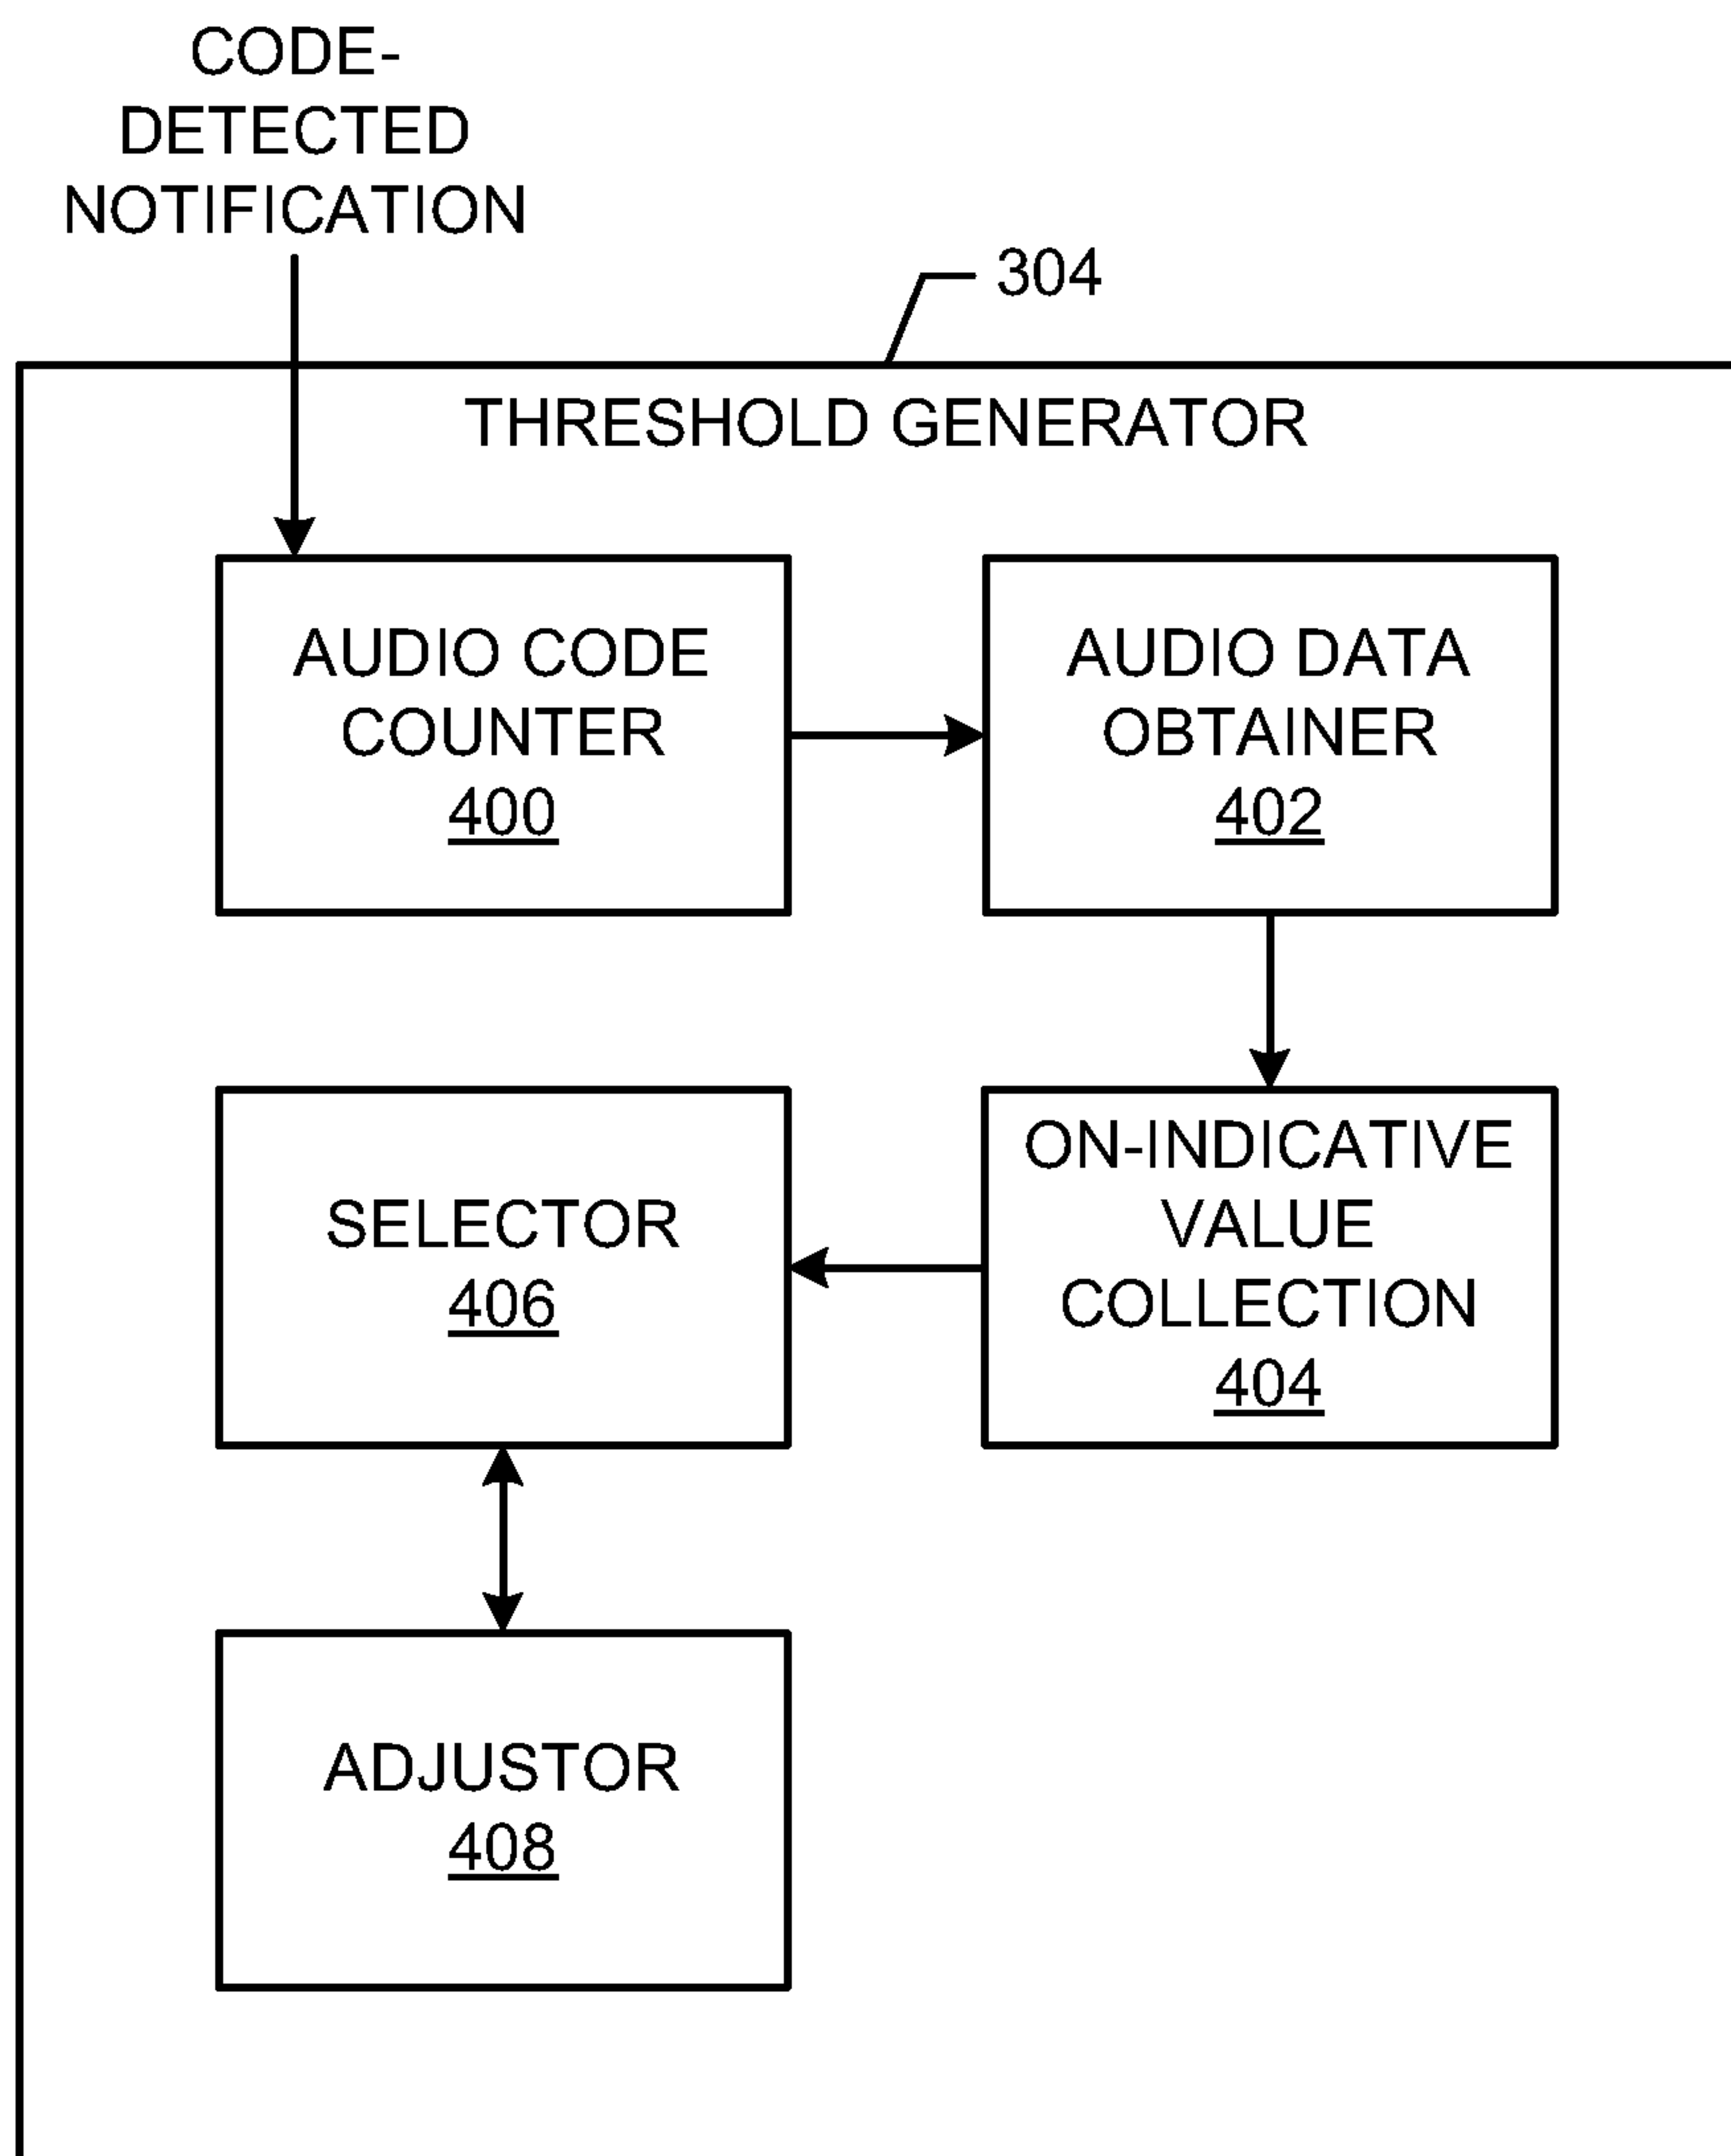 CODE-
DETECTED
NOTIFICATION
304
THRESHOLD GENERATOR
AUDIO CODE
COUNTER
400
AUDIO DATA
OBTAINER
402
SELECTOR
406
ON-INDICATIVE
VALUE
COLLECTION
404
ADJUSTOR
408